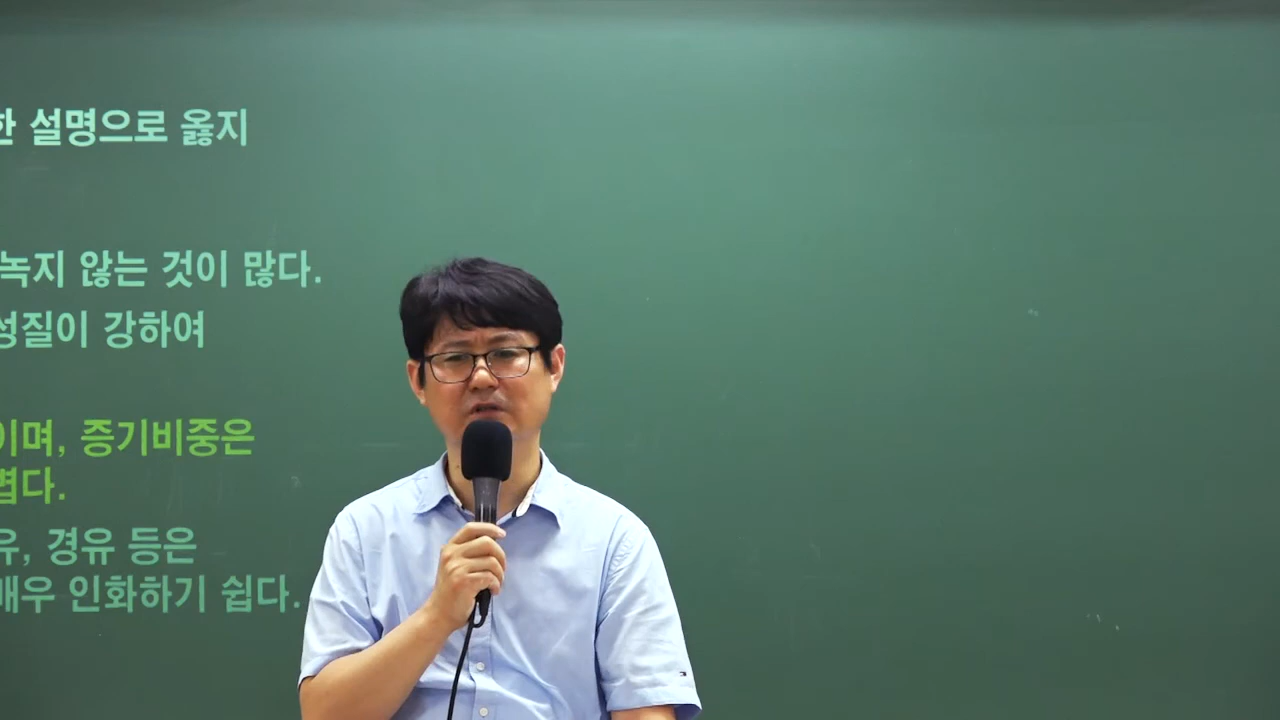 한 설명으로 옳지
녹지 않는 것이 많다.
성질이 강하여
이며, 증기비중은
볍다.
유, 경유 등은
매우 인화하기 쉽다.